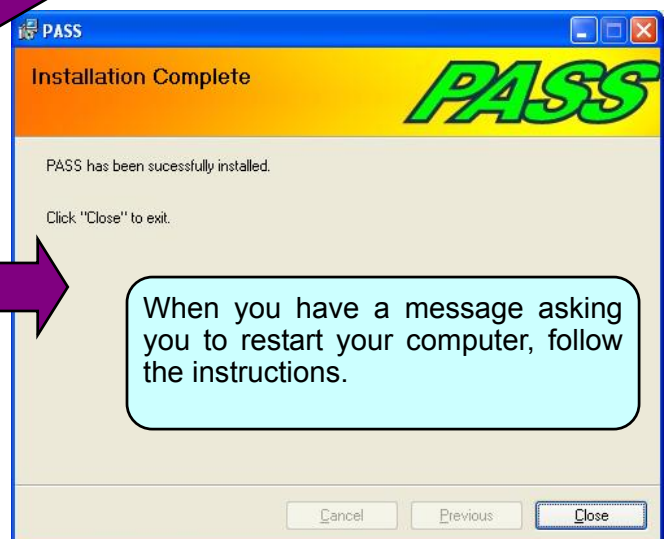 PASS
Installation Complete
PASS
PASS has been sucessfully installed.
Click "Close" to exit.
When you have a message asking
you to restart your computer, follow
the instructions.
Cancel
Previous
Close